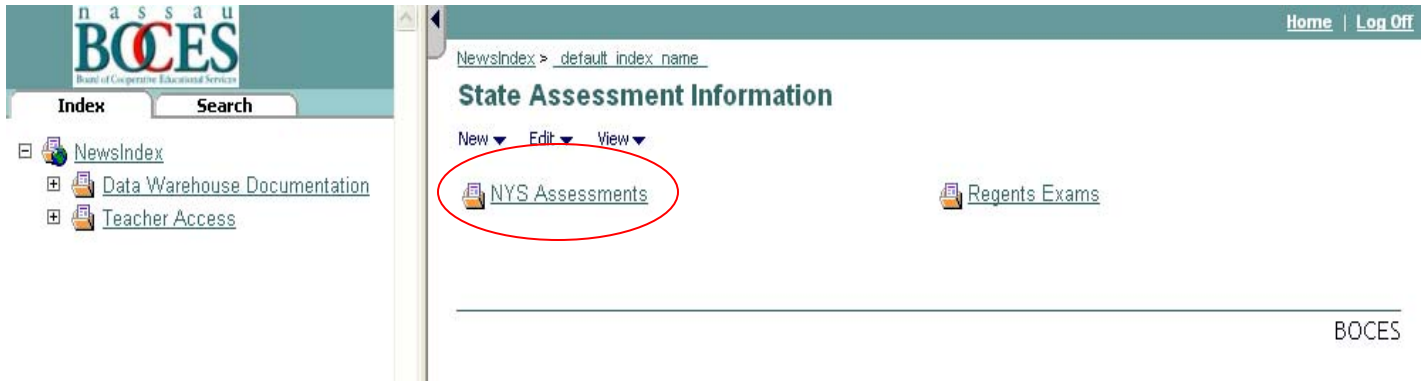 nassau
BOCES
Board of Cooperative Educational Services
Index Search
NewsIndex
Data Warehouse Documentation
Teacher Access
Home | Log Off
NewsIndex > _default_index_name_
State Assessment Information
New Edit View
NYS Assessments Regents Exams
BOCES